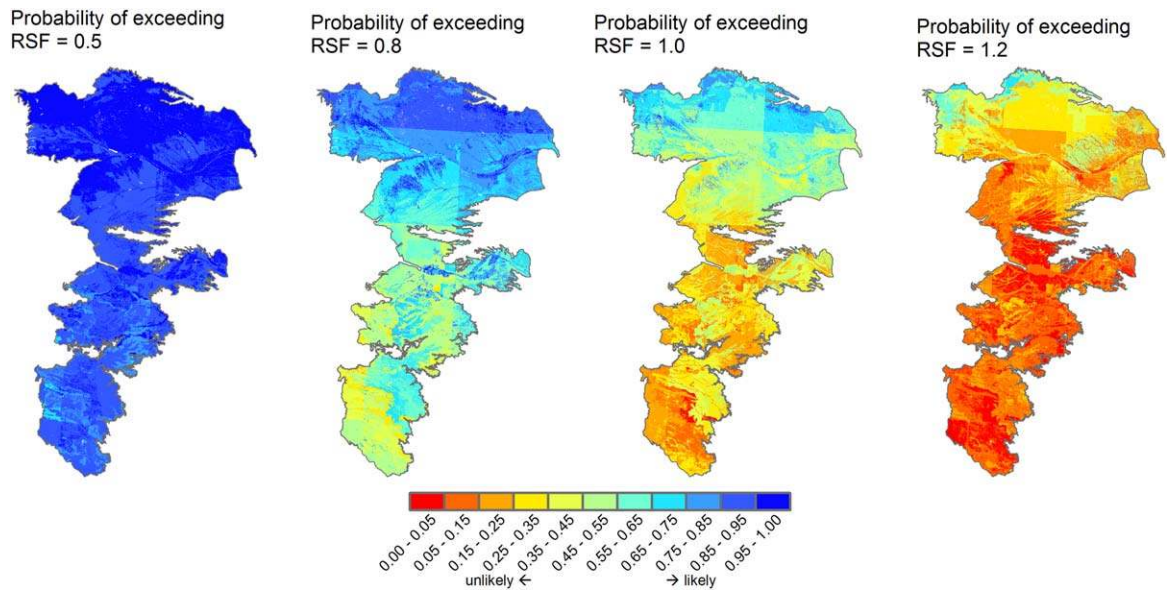 Probability of exceeding
RSF = 0.5
Probability of exceeding
RSF = 0.8
Probability of exceeding
RSF = 1.0
Probability of exceeding
RSF = 1.2
0.00 - 0.05
0.05 - 0.15
0.15 - 0.25
0.25 - 0.35
0.35 - 0.45
0.45 - 0.55
0.55 - 0.65
0.65 - 0.75
0.75 - 0.85
0.85 - 0.95
0.95 - 1.00
unlikely ← → likely